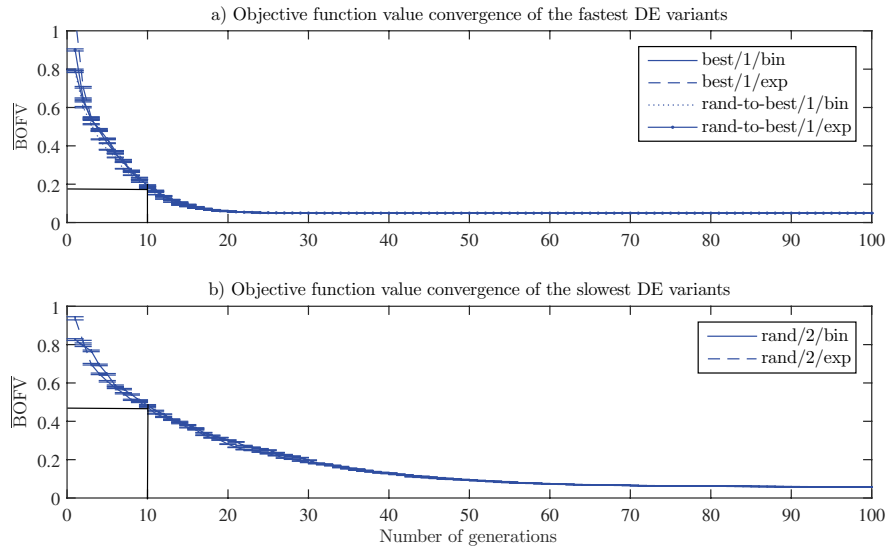 a) Objective function value convergence of the fastest DE variants
1
0.8
0.6
0.4
0.2
0
BOFV
best/1/bin
best/1/exp
rand-to-best/1/bin
rand-to-best/1/exp
0 10 20 30 40 50 60 70 80 90 100
b) Objective function value convergence of the slowest DE variants
1
0.8
0.6
0.4
0.2
0
BOFV
rand/2/bin
rand/2/exp
0 10 20 30 40 50 60 70 80 90 100
Number of generations